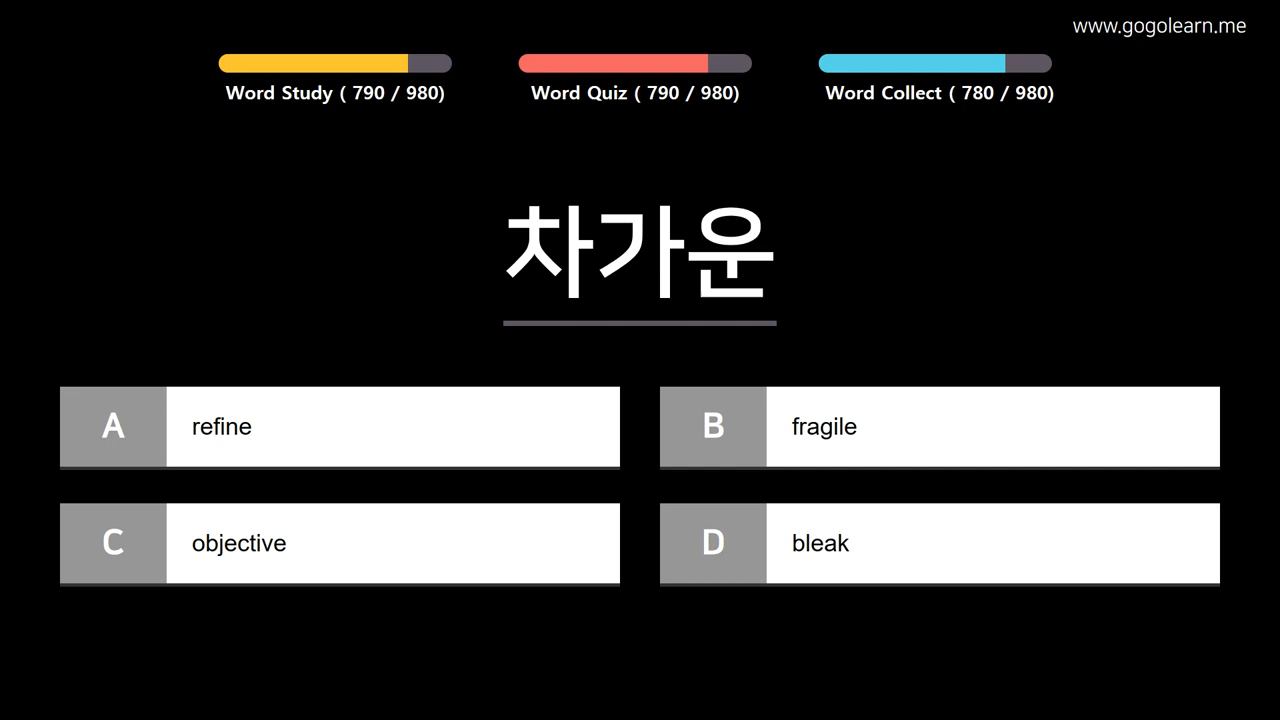 www.gogolearn.me
Word Study ( 790 / 980)
Word Quiz ( 790 / 980)
Word Collect ( 780 / 980)
차가운
A refine
B fragile
C objective
D bleak